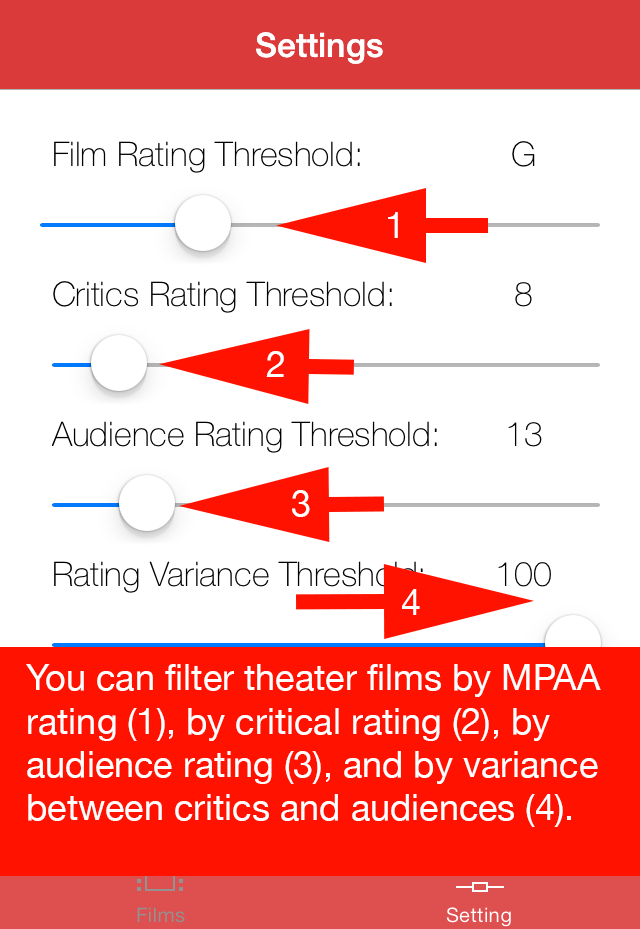 Settings
Film Rating Threshold: G
1
Critics Rating Threshold: 8
2
Audience Rating Threshold: 13
3
Rating Variance Threshold: 100
4
You can filter theater films by MPAA
rating (1), by critical rating (2), by
audience rating (3), and by variance
between critics and audiences (4).
Films Setting